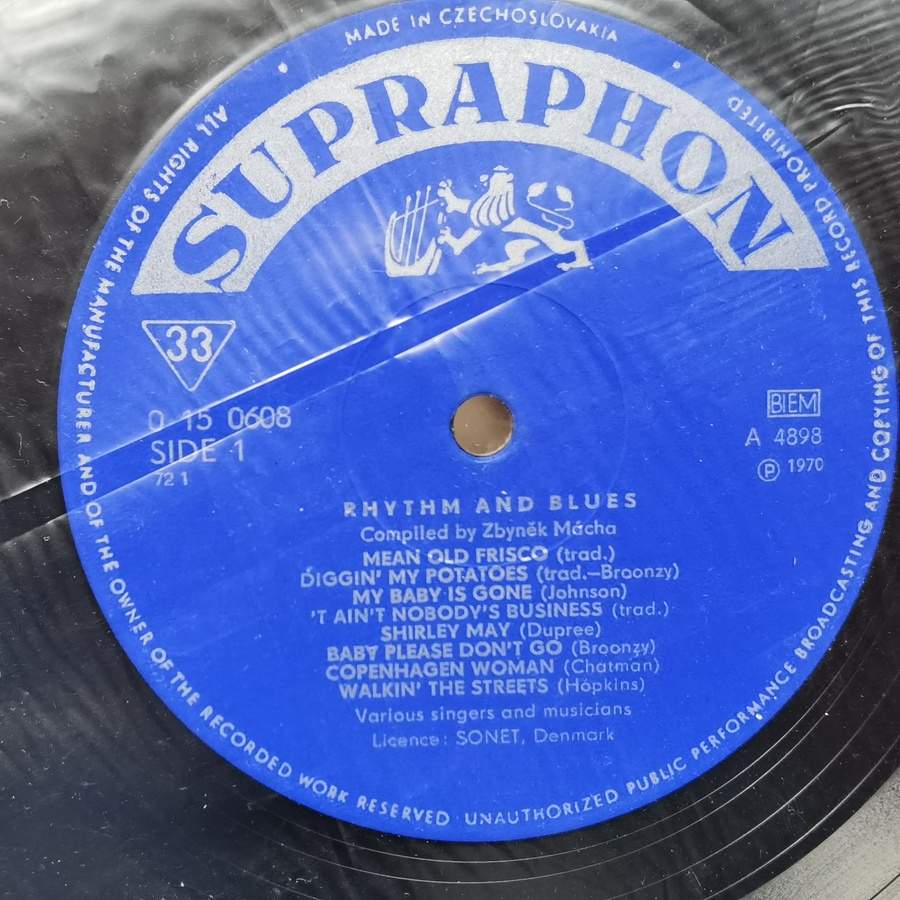 MADE IN CZECHOSLOVAKIA
SUPRAPHON
33
0 15 0608
SIDE 1
72 1
BIEM
A 4898
Ⓟ 1970
RHYTHM AND BLUES
Compiled by Zbyněk Mácha
MEAN OLD FRISCO (trad.)
DIGGIN' MY POTATOES (trad.—Broonzy)
MY BABY IS GONE (Johnson)
'T AIN'T NOBODY'S BUSINESS (trad.)
SHIRLEY MAY (Dupree)
BABY PLEASE DON'T GO (Broonzy)
COPENHAGEN WOMAN (Chatman)
WALKIN' THE STREETS (Hopkins)
Various singers and musicians
Licence: SONET, Denmark
ALL RIGHTS OF THE MANUFACTURER AND OF THE OWNER OF THE RECORDED WORK RESERVED
UNAUTHORIZED PUBLIC PERFORMANCE BROADCASTING AND COPYING OF THIS RECORD PROHIBITED